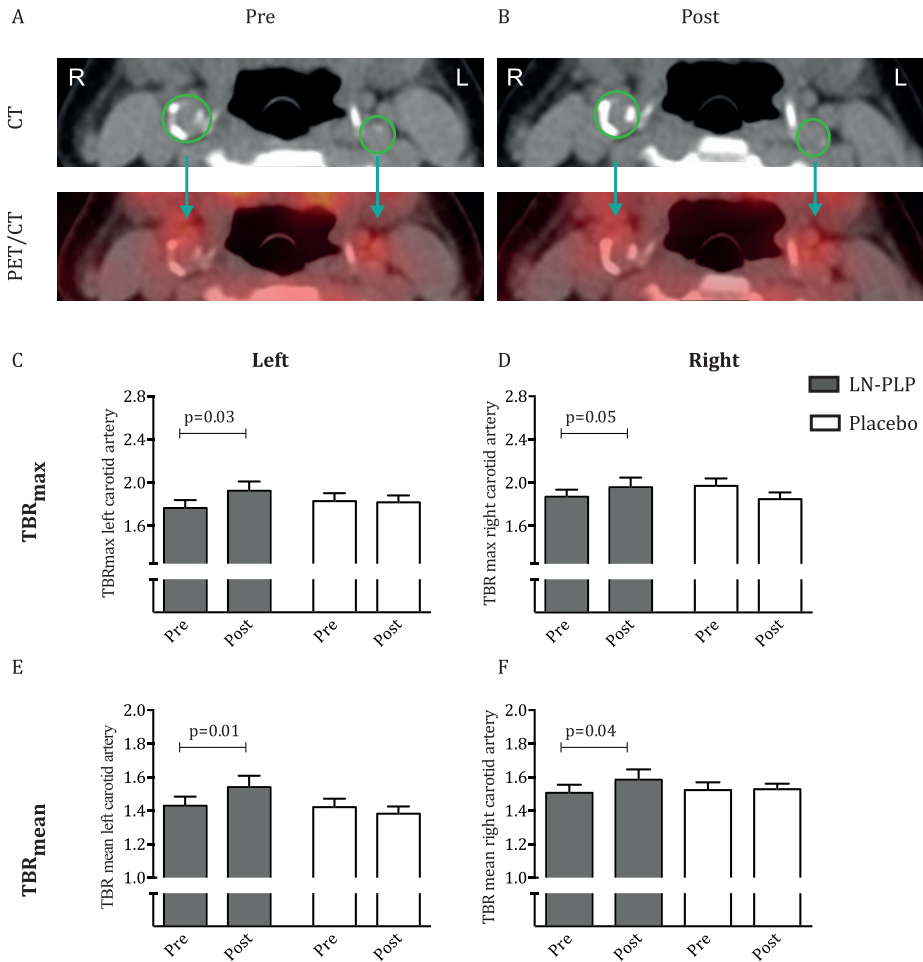 A
Pre
B
Post
CT
R
L
R
L
PET/CT
C
Left
D
Right
LN-PLP
Placebo
TBRmax
TBRmax left carotid artery
2.8
2.4
2.0
1.6
p=0.03
Pre
Post
Pre
Post
TBR max right carotid artery
2.8
2.4
2.0
1.6
p=0.05
Pre
Post
Pre
Post
E
F
TBRmean
TBR mean left carotid artery
2.0
1.8
1.6
1.4
1.2
1.0
p=0.01
Pre
Post
Pre
Post
TBR mean right carotid artery
2.0
1.8
1.6
1.4
1.2
1.0
p=0.04
Pre
Post
Pre
Post